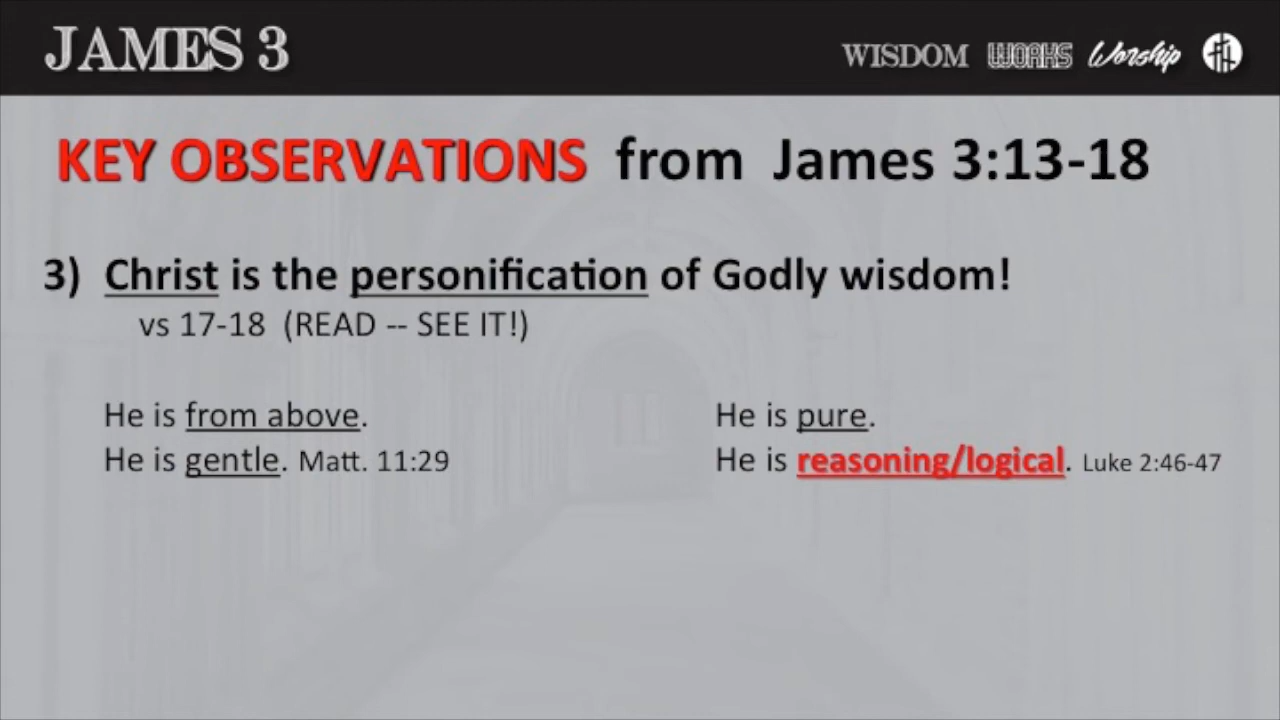 JAMES 3
WISDOM WORKS Worship
KEY OBSERVATIONS from James 3:13-18
3) Christ is the personification of Godly wisdom!
vs 17-18 (READ -- SEE IT!)
He is from above.
He is gentle. Matt. 11:29
He is pure.
He is reasoning/logical. Luke 2:46-47